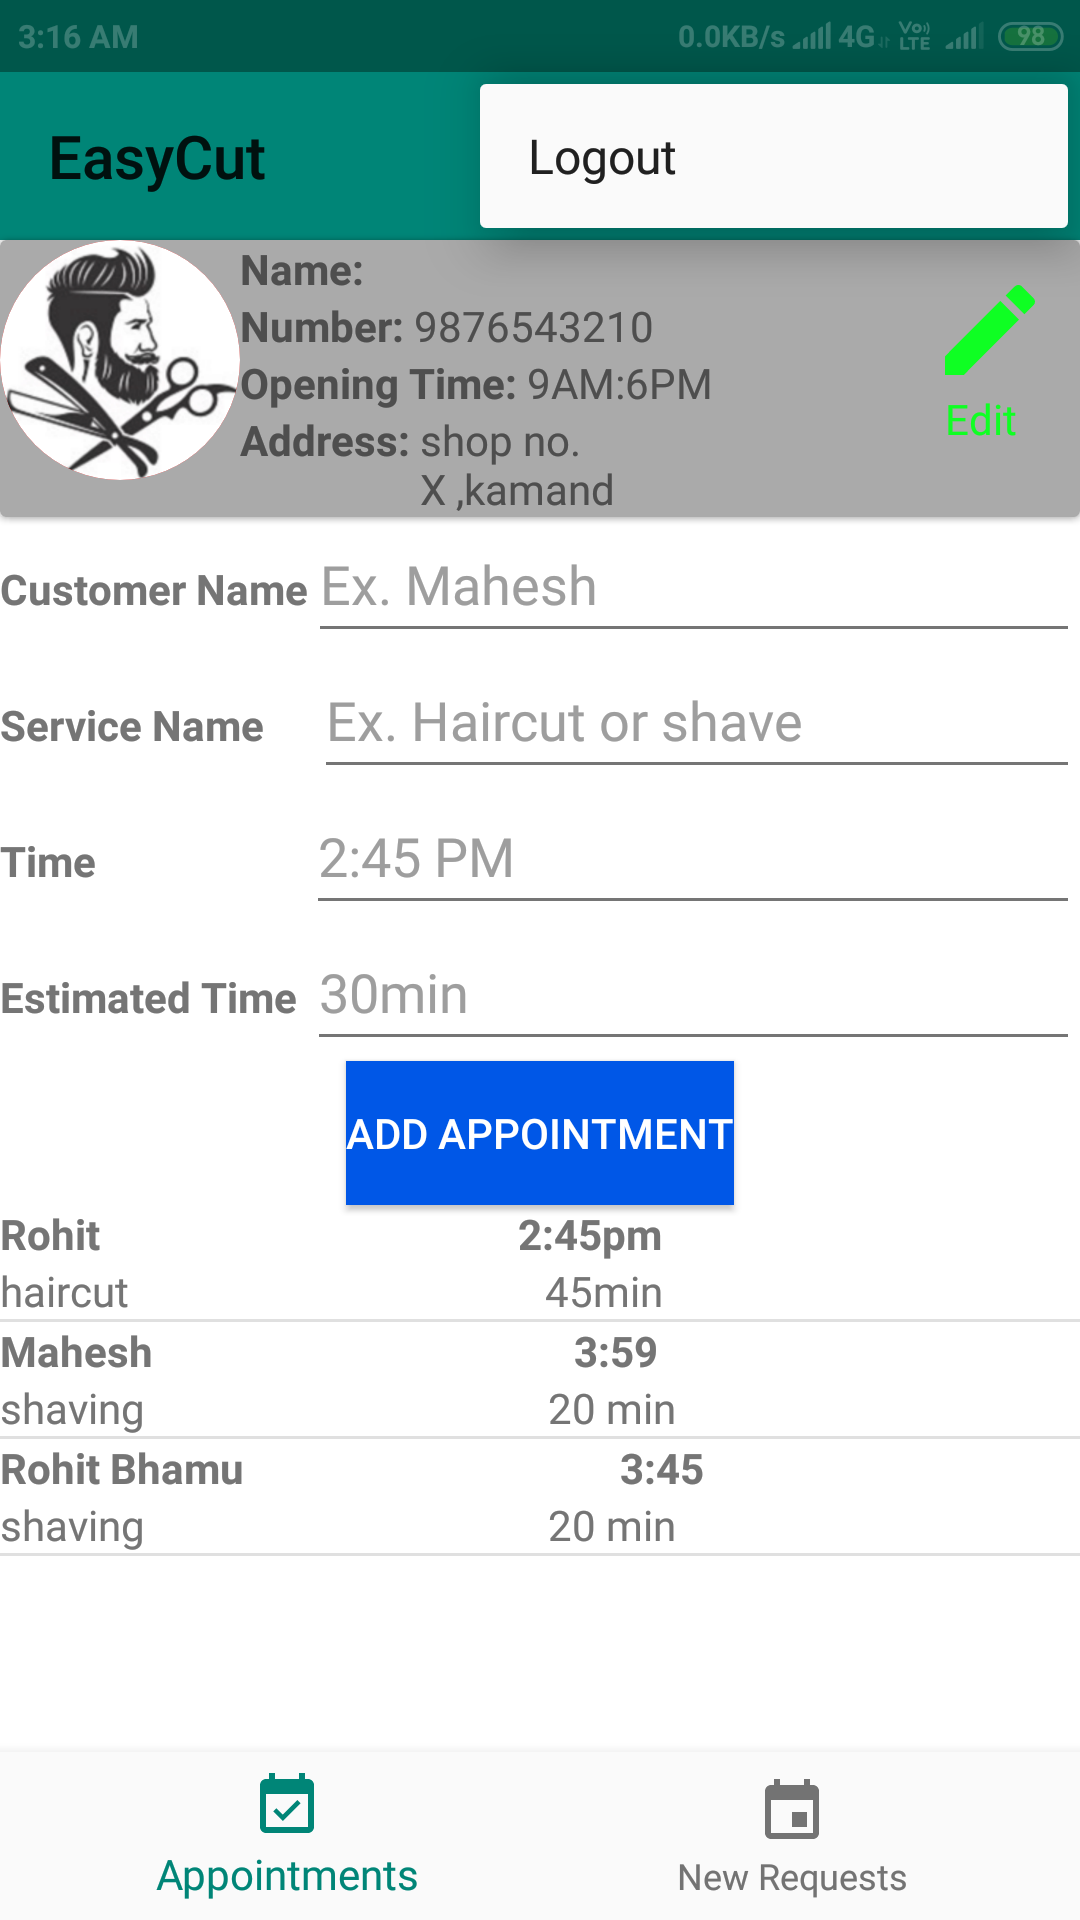 3:16 AM 0.0KB/s 4G Vo)) LTE 98
EasyCut
Logout
Name:
Number: 9876543210
Opening Time: 9AM:6PM
Address: shop no.
X ,kamand
Edit
Customer Name Ex. Mahesh
Service Name Ex. Haircut or shave
Time 2:45 PM
Estimated Time 30min
ADD APPOINTMENT
Rohit 2:45pm
haircut 45min
Mahesh 3:59
shaving 20 min
Rohit Bhamu 3:45
shaving 20 min
Appointments New Requests